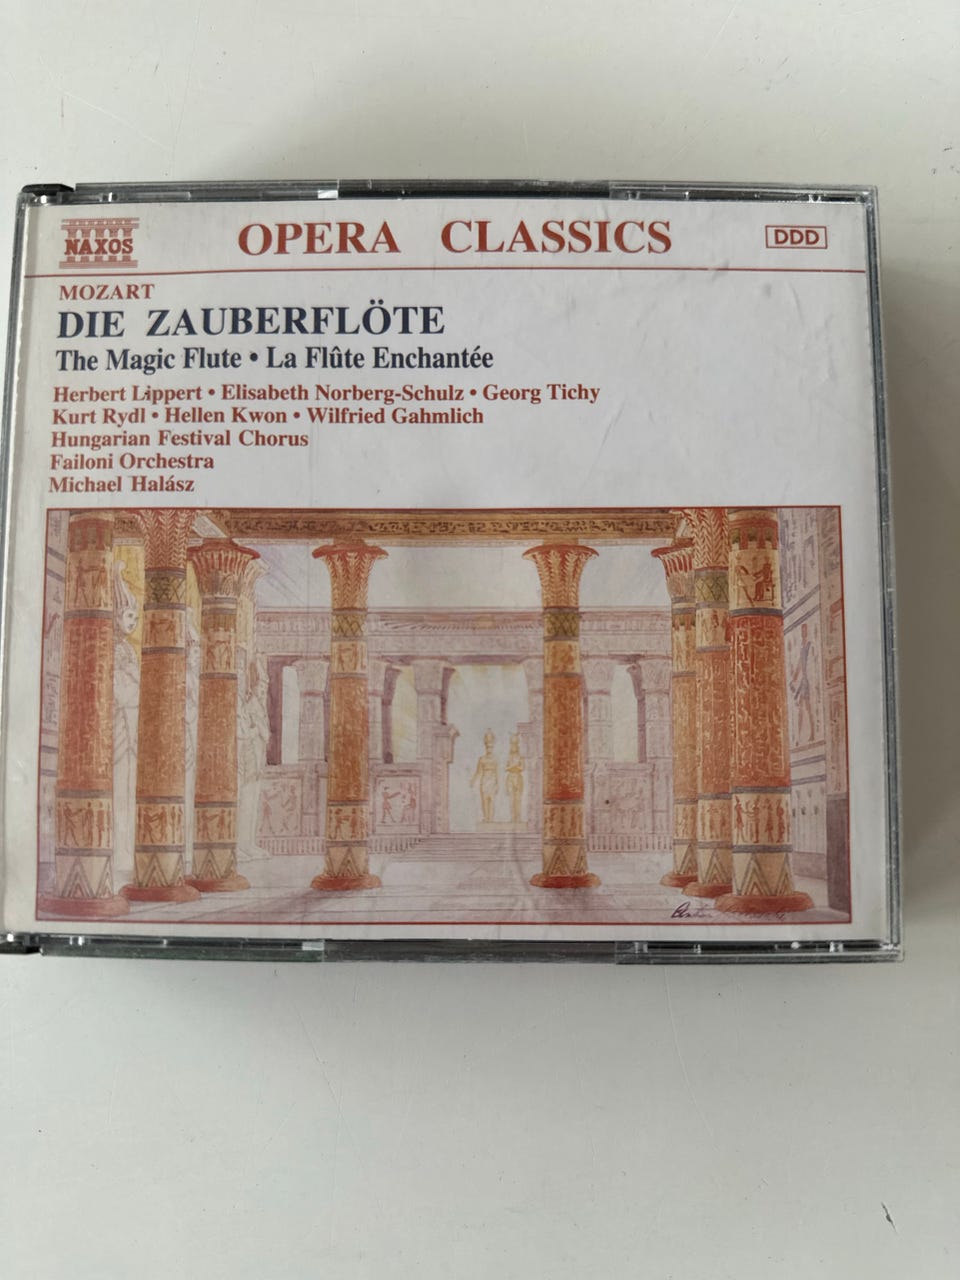 NAXOS
OPERA CLASSICS
DDD
MOZART
DIE ZAUBERFLÖTE
The Magic Flute • La Flûte Enchantée
Herbert Lippert • Elisabeth Norberg-Schulz • Georg Tichy
Kurt Rydl • Hellen Kwon • Wilfried Gahmlich
Hungarian Festival Chorus
Failoni Orchestra
Michael Halász